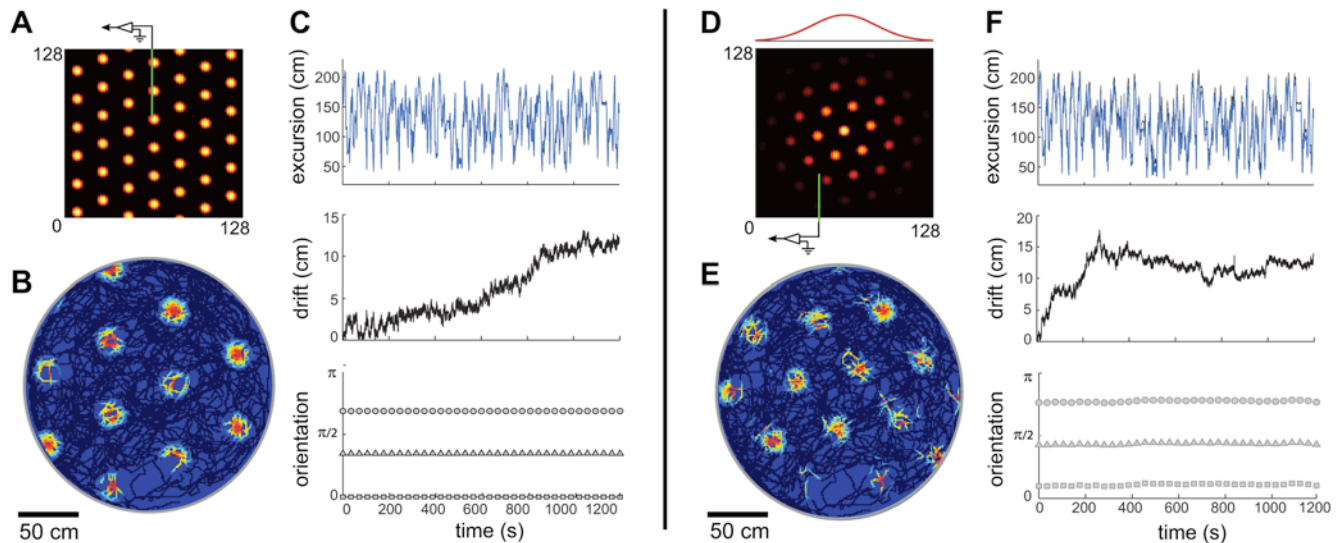 A
128
0
128
B
50 cm
C
excursion (cm)
200
150
100
50
drift (cm)
15
10
5
0
orientation
π
π/2
0
0 200 400 600 800 1000 1200
time (s)
D
128
0
128
E
50 cm
F
excursion (cm)
200
150
100
50
drift (cm)
20
15
10
5
0
orientation
π
π/2
0
0 200 400 600 800 1000 1200
time (s)